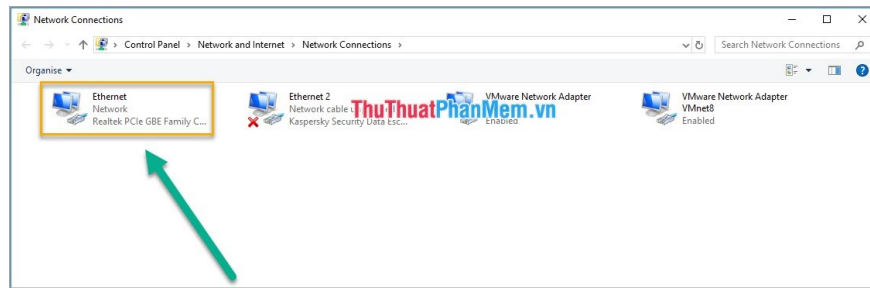 Network Connections
Control Panel > Network and Internet > Network Connections >
Search Network Connections
Organise
Ethernet
Network
Realtek PCIe GBE Family C...
Ethernet 2
Network cable
Kaspersky Security Data Esc...
VMware Network Adapter
Enabled
VMware Network Adapter
VMnet8
Enabled
ThuThuatPhanMem.vn